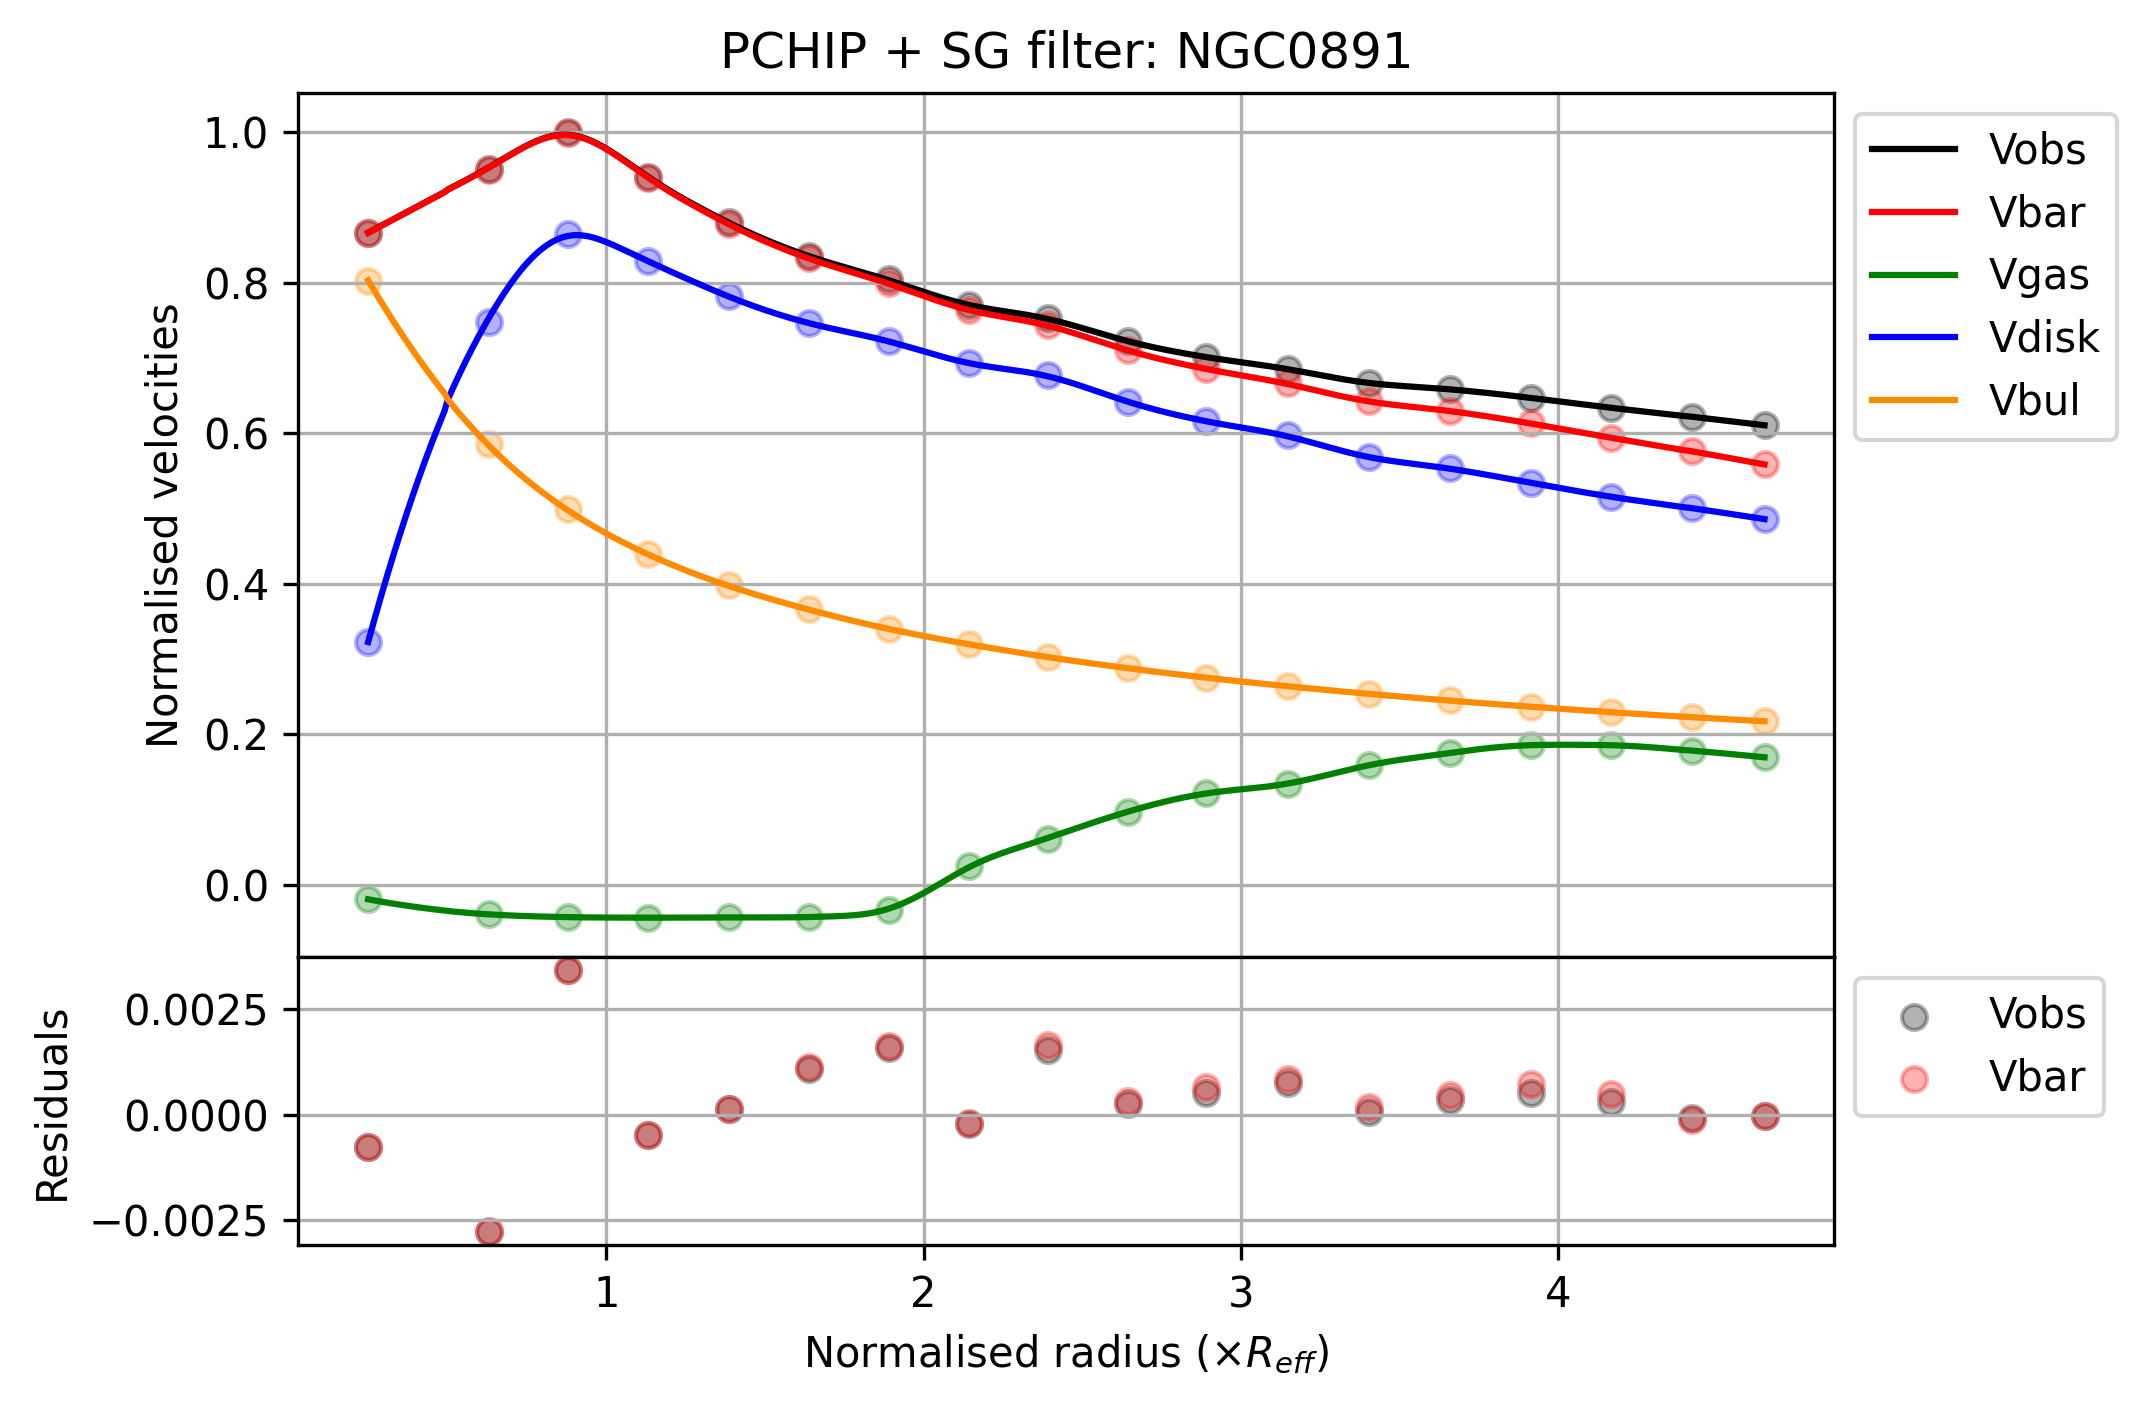 PCHIP + SG filter: NGC0891
Normalised velocities
1.0
0.8
0.6
0.4
0.2
0.0
Vobs
Vbar
Vgas
Vdisk
Vbul
Residuals
0.0025
0.0000
−0.0025
Vobs
Vbar
1 2 3 4
Normalised radius (×R_eff)